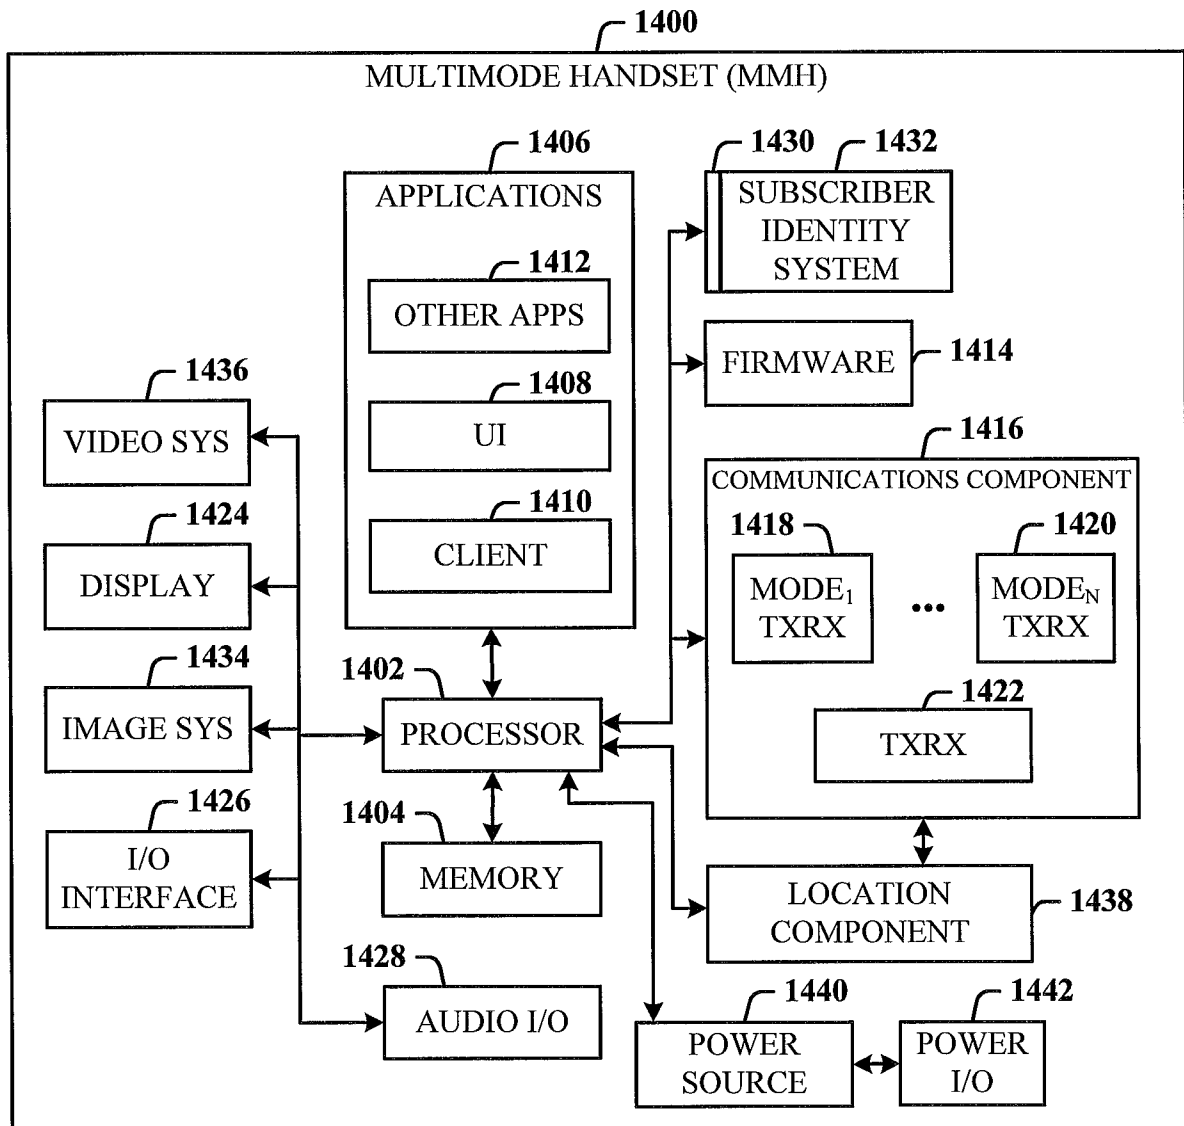 1400
MULTIMODE HANDSET (MMH)
1406
APPLICATIONS
1412
OTHER APPS
1408
UI
1410
CLIENT
1430
1432
SUBSCRIBER
IDENTITY
SYSTEM
FIRMWARE
1414
1436
VIDEO SYS
1424
DISPLAY
1434
IMAGE SYS
1426
I/O
INTERFACE
1416
COMMUNICATIONS COMPONENT
1418
MODE1
TXRX
...
1420
MODEN
TXRX
1422
TXRX
1402
PROCESSOR
1404
MEMORY
1428
AUDIO I/O
LOCATION
COMPONENT
1438
1440
POWER
SOURCE
1442
POWER
I/O